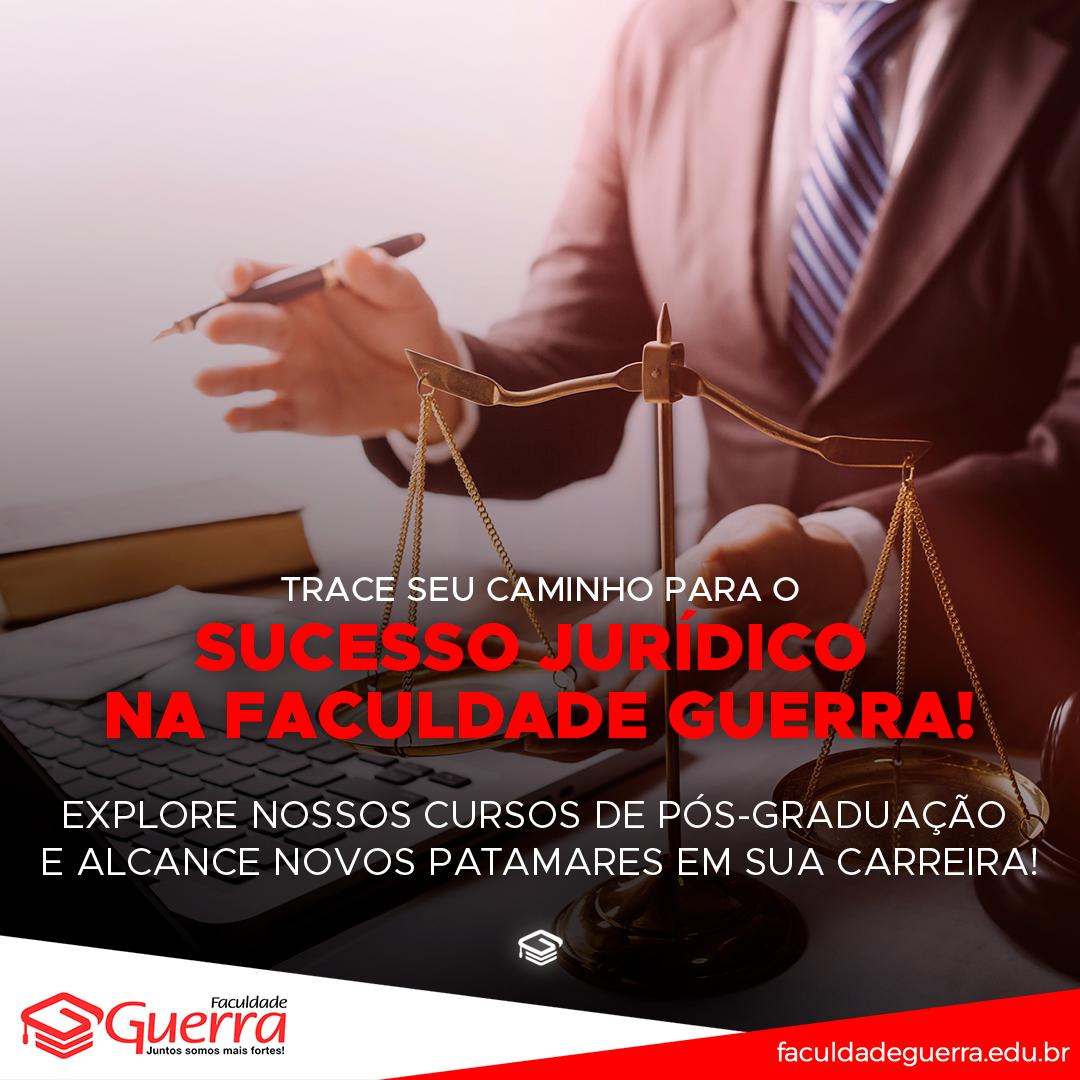 TRACE SEU CAMINHO PARA O
SUCESSO JURÍDICO
NA FACULDADE GUERRA!
EXPLORE NOSSOS CURSOS DE PÓS-GRADUAÇÃO
E ALCANCE NOVOS PATAMARES EM SUA CARREIRA!
Faculdade
Guerra
Juntos somos mais fortes!
faculdadeguerra.edu.br